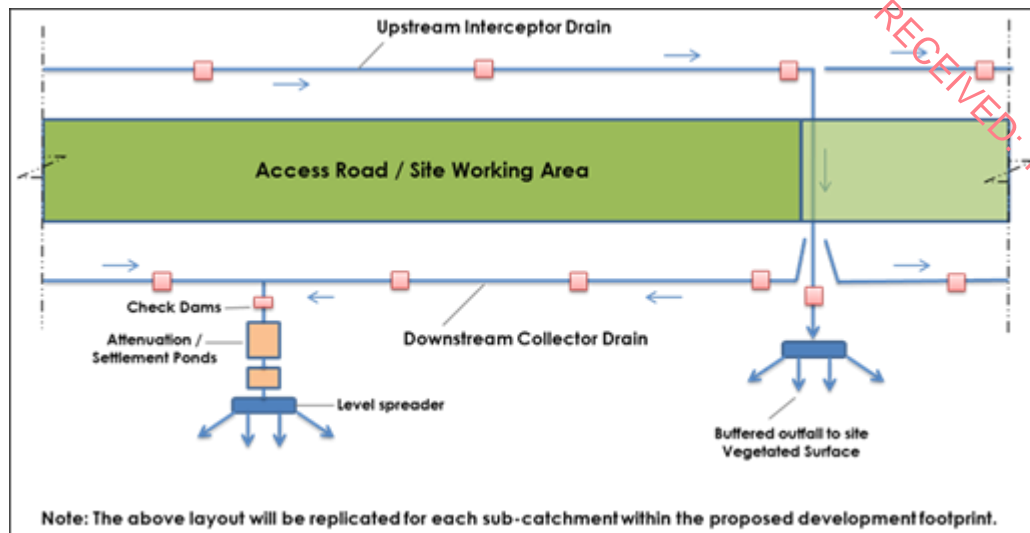 Upstream Interceptor Drain
RECEIVED:
Access Road / Site Working Area
Check Dams
Attenuation /
Settlement Ponds
Downstream Collector Drain
Level spreader
Buffered outfall to site
Vegetated Surface
Note: The above layout will be replicated for each sub-catchment within the proposed development footprint.